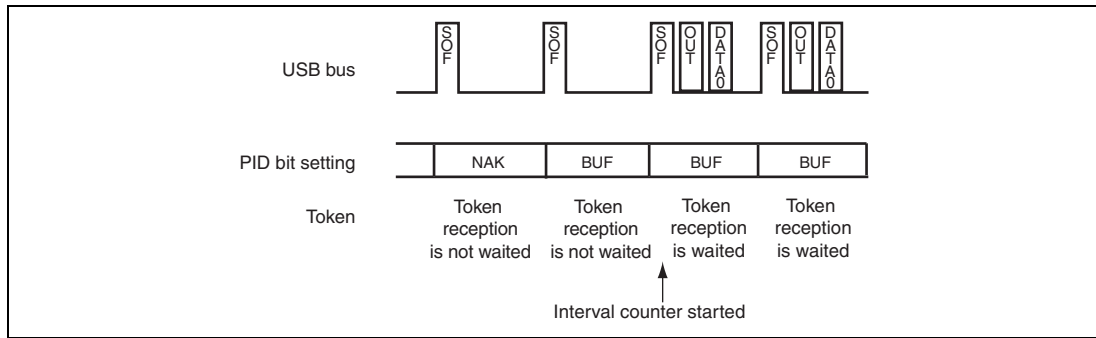 USB bus
SOF
SOF
SOF
OUT
DATA0
SOF
OUT
DATA0
PID bit setting
NAK
BUF
BUF
BUF
Token
Token
reception
is not waited
Token
reception
is not waited
Token
reception
is waited
Token
reception
is waited
Interval counter started